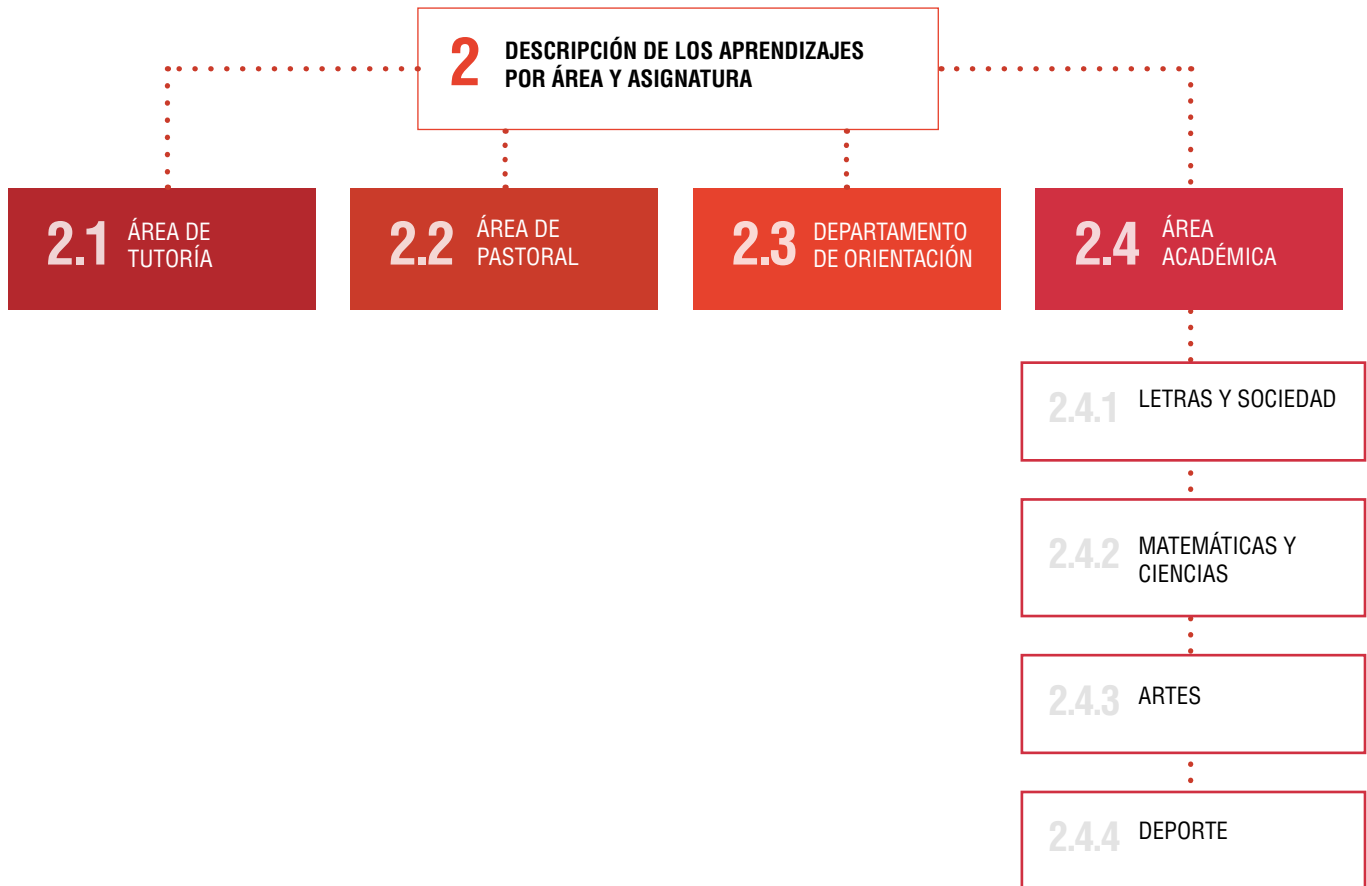 2 DESCRIPCIÓN DE LOS APRENDIZAJES
POR ÁREA Y ASIGNATURA
2.1 ÁREA DE
TUTORÍA
2.2 ÁREA DE
PASTORAL
2.3 DEPARTAMENTO
DE ORIENTACIÓN
2.4 ÁREA
ACADÉMICA
2.4.1 LETRAS Y SOCIEDAD
2.4.2 MATEMÁTICAS Y
CIENCIAS
2.4.3 ARTES
2.4.4 DEPORTE